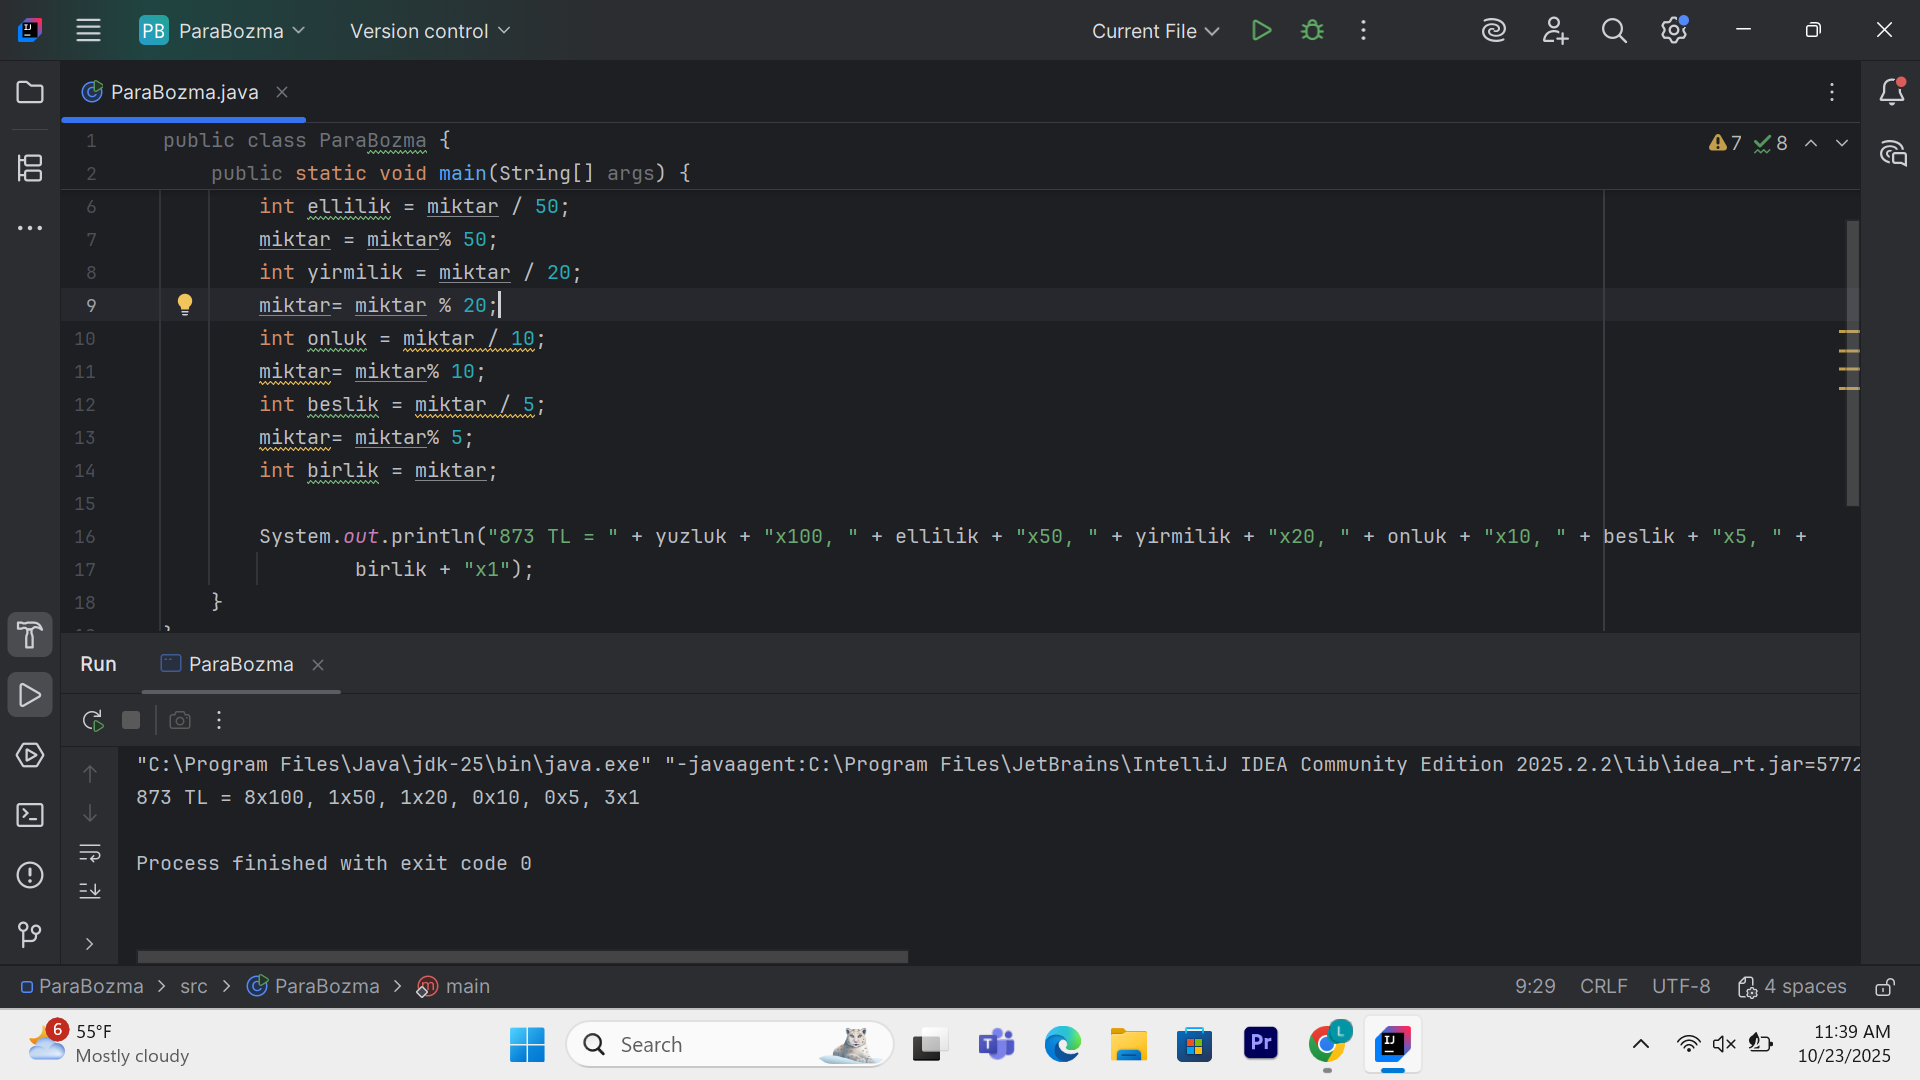 PB ParaBozma Version control Current File
ParaBozma.java
1 public class ParaBozma { 7 8
2 public static void main(String[] args) {
6 int ellilik = miktar / 50;
7 miktar = miktar% 50;
8 int yirmilik = miktar / 20;
9 miktar= miktar % 20;
10 int onluk = miktar / 10;
11 miktar= miktar% 10;
12 int beslik = miktar / 5;
13 miktar= miktar% 5;
14 int birlik = miktar;
15
16 System.out.println("873 TL = " + yuzluk + "x100, " + ellilik + "x50, " + yirmilik + "x20, " + onluk + "x10, " + beslik + "x5, " +
17 birlik + "x1");
18 }
Run ParaBozma
"C:\Program Files\Java\jdk-25\bin\java.exe" "-javaagent:C:\Program Files\JetBrains\IntelliJ IDEA Community Edition 2025.2.2\lib\idea_rt.jar=5772
873 TL = 8x100, 1x50, 1x20, 0x10, 0x5, 3x1
Process finished with exit code 0
ParaBozma > src > ParaBozma > main 9:29 CRLF UTF-8 4 spaces
6 55°F
Mostly cloudy
Search
Pr
L
IJ
11:39 AM
10/23/2025